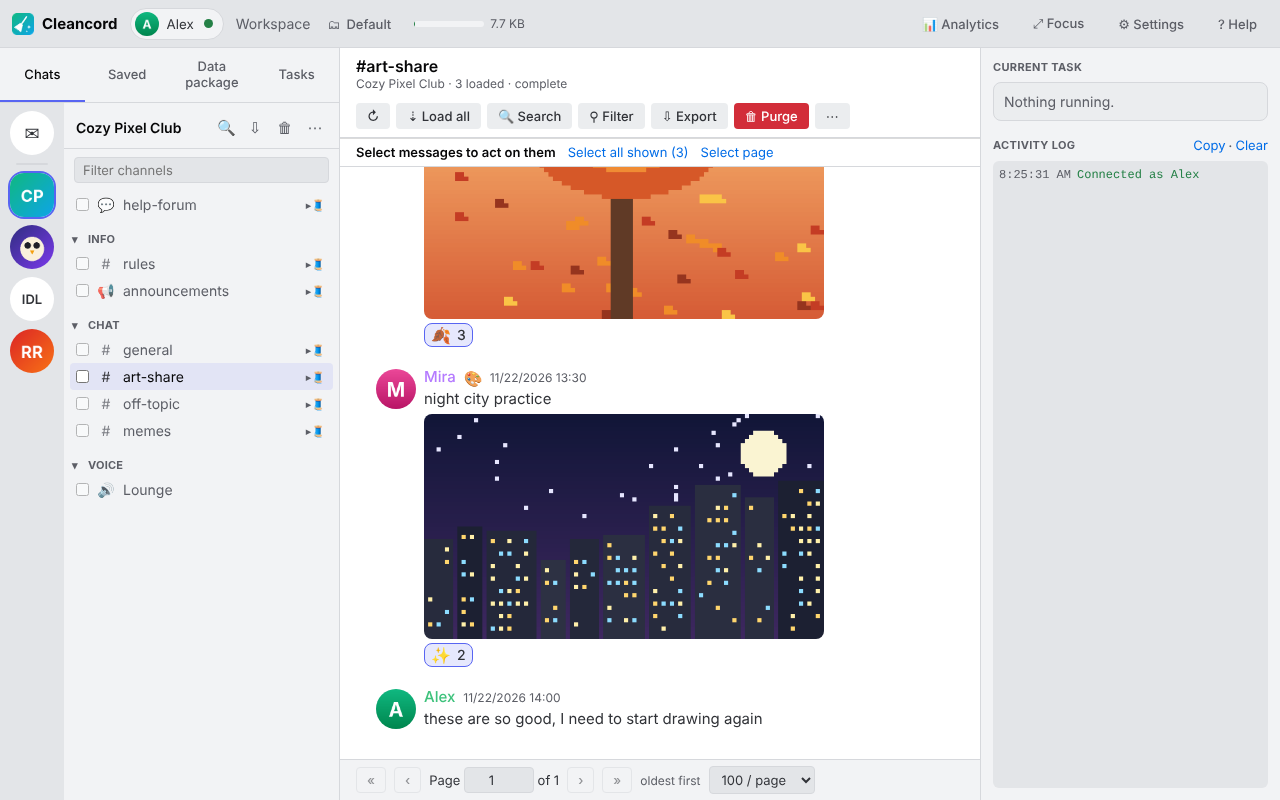 Cleancord
A Alex
Workspace
Default
7.7 KB
Analytics
Focus
Settings
? Help
Chats
Saved
Data package
Tasks
CP
IDL
RR
Cozy Pixel Club
Filter channels
help-forum
INFO
# rules
announcements
CHAT
# general
# art-share
# off-topic
# memes
VOICE
Lounge
#art-share
Cozy Pixel Club · 3 loaded · complete
Load all
Search
Filter
Export
Purge
Select messages to act on them
Select all shown (3)
Select page
3
M
Mira 11/22/2026 13:30
night city practice
2
A
Alex 11/22/2026 14:00
these are so good, I need to start drawing again
« ‹ Page 1 of 1 › » oldest first 100 / page
CURRENT TASK
Nothing running.
ACTIVITY LOG
Copy · Clear
8:25:31 AM Connected as Alex